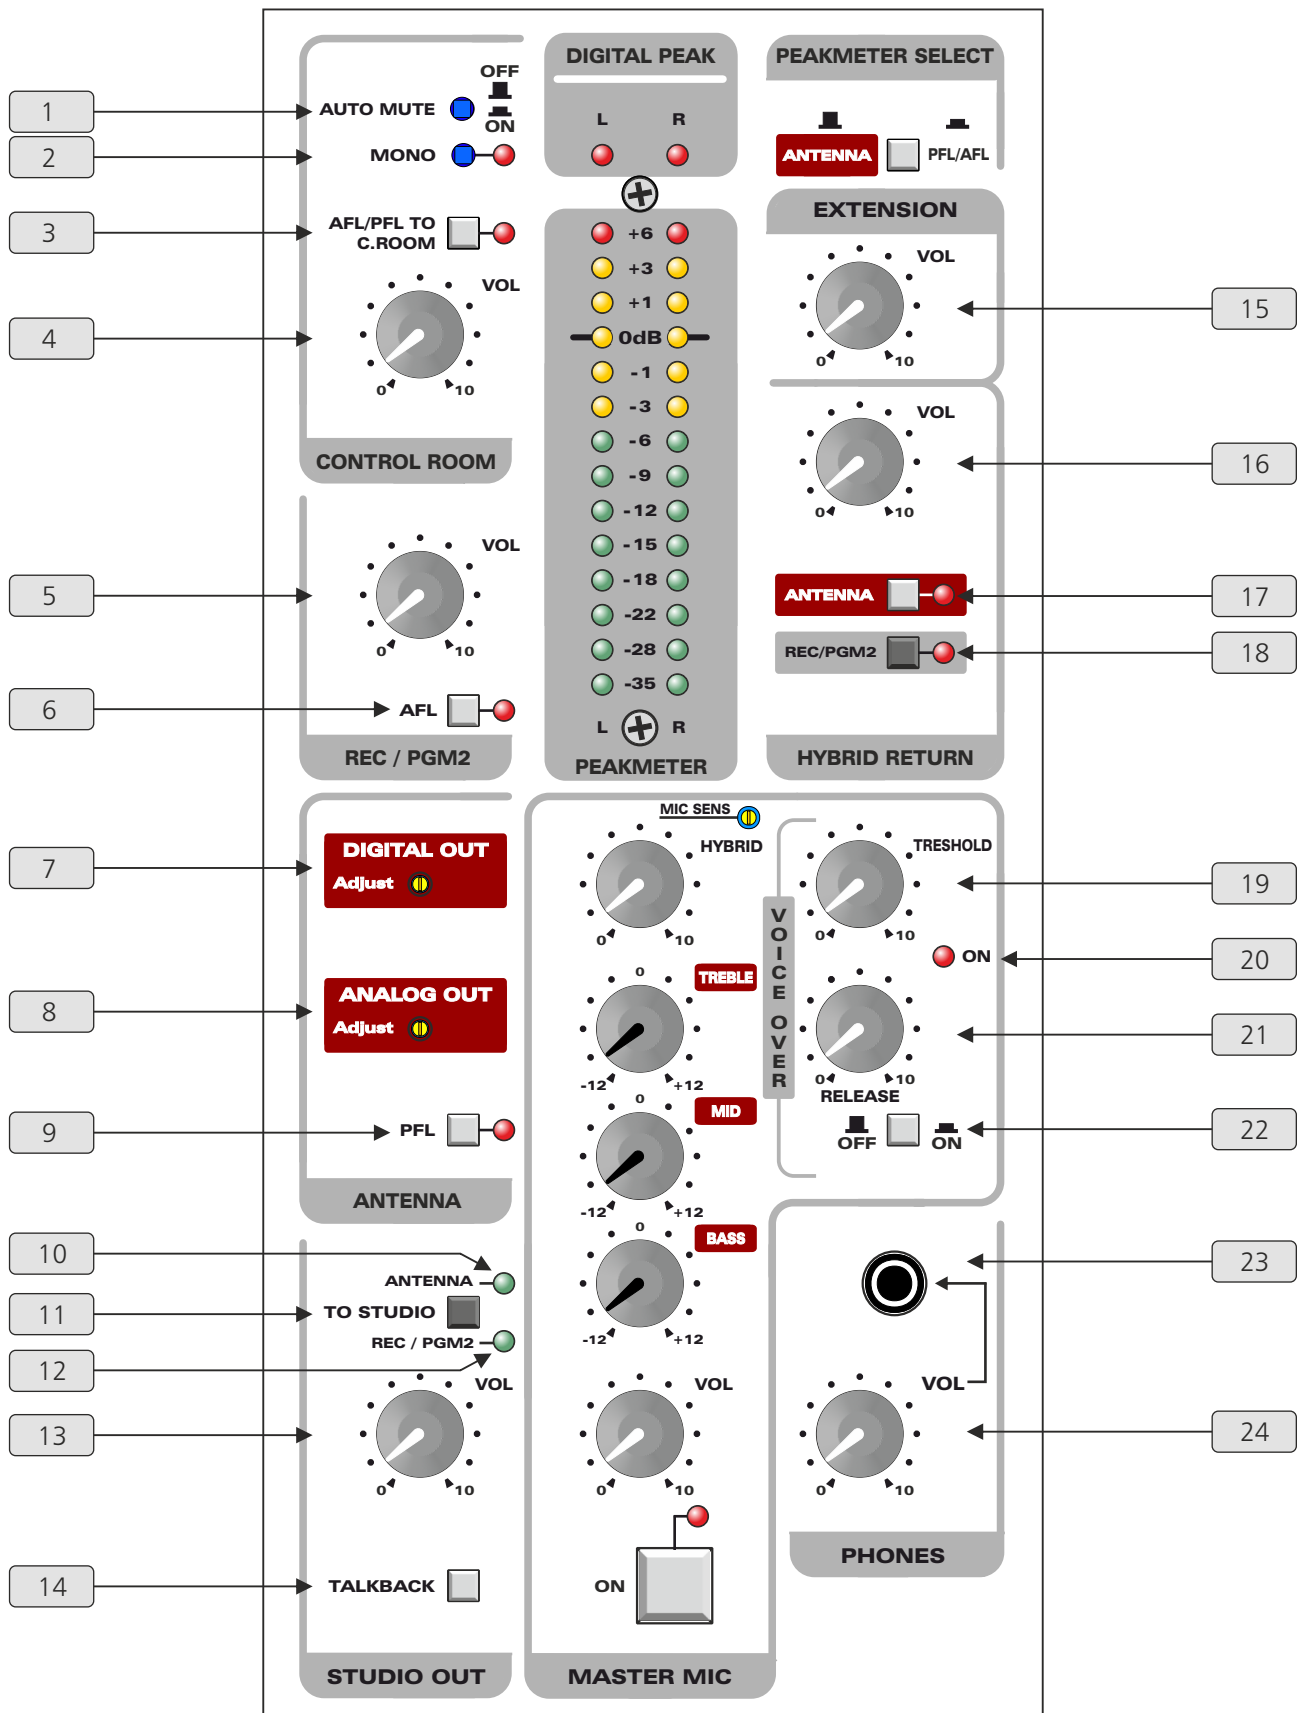 1
2
3
4
5
6
7
8
9
10
11
12
13
14
OFF
AUTO MUTE
ON
MONO
AFL/PFL TO
C.ROOM
VOL
0 10
CONTROL ROOM
VOL
0 10
AFL
REC / PGM2
DIGITAL OUT
Adjust
ANALOG OUT
Adjust
PFL
ANTENNA
ANTENNA
TO STUDIO
REC / PGM2
VOL
0 10
TALKBACK
STUDIO OUT
DIGITAL PEAK
L R
+6
+3
+1
0dB
-1
-3
-6
-9
-12
-15
-18
-22
-28
-35
L R
PEAKMETER
MIC SENS
HYBRID
0 10
TREBLE
0
-12 +12
MID
0
-12 +12
BASS
0
-12 +12
VOL
0 10
ON
MASTER MIC
PEAKMETER SELECT
ANTENNA
PFL/AFL
EXTENSION
VOL
0 10
VOL
0 10
ANTENNA
REC/PGM2
HYBRID RETURN
VOICE OVER
TRESHOLD
0 10
ON
0 10
RELEASE
OFF ON
VOL
0 10
PHONES
15
16
17
18
19
20
21
22
23
24